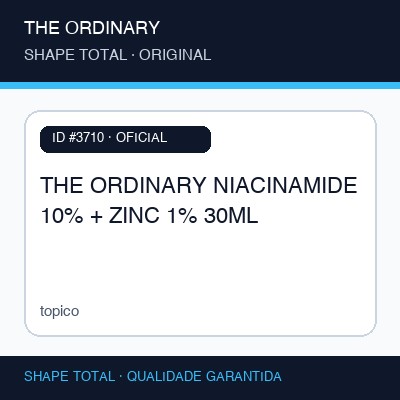 THE ORDINARY
SHAPE TOTAL · ORIGINAL
ID #3710 · OFICIAL
THE ORDINARY NIACINAMIDE
10% + ZINC 1% 30ML
topico
SHAPE TOTAL · QUALIDADE GARANTIDA